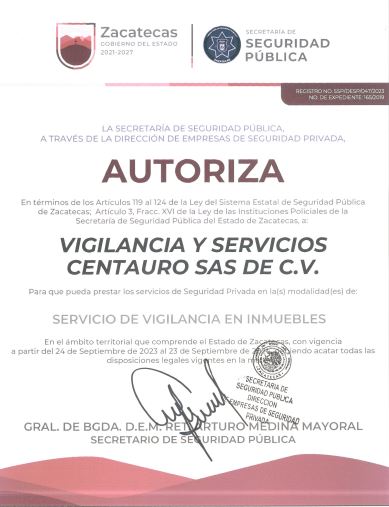 Zacatecas
GOBIERNO DEL ESTADO
2021-2027
SECRETARÍA DE
SEGURIDAD
PÚBLICA
REGISTRO NO. SSP/DESP/047/2023
NO. DE EXPEDIENTE: 165/2019
LA SECRETARÍA DE SEGURIDAD PÚBLICA,
A TRAVÉS DE LA DIRECCIÓN DE EMPRESAS DE SEGURIDAD PRIVADA,
AUTORIZA
En términos de los Artículos 119 al 124 de la Ley del Sistema Estatal de Seguridad Pública
de Zacatecas; Artículo 3, Fracc. XVI de la Ley de las Instituciones Policiales de la
Secretaría de Seguridad Pública del Estado de Zacatecas, a:
VIGILANCIA Y SERVICIOS
CENTAURO SAS DE C.V.
Para que pueda prestar los servicios de Seguridad Privada en la(s) modalidad(es) de:
SERVICIO DE VIGILANCIA EN INMUEBLES
En el ámbito territorial que comprende el Estado de Zacatecas, con vigencia
a partir del 24 de Septiembre de 2023 al 23 de Septiembre de acatar todas las
disposiciones legales vigentes en la
SECRETARIA DE
SEGURIDAD PUBLICA
DIRECCION
EMPRESAS DE SEGURIDAD
PRIVADA
GRAL. DE BGDA. D.E.M. RET. ARTURO MEDINA MAYORAL
SECRETARIO DE SEGURIDAD PÚBLICA